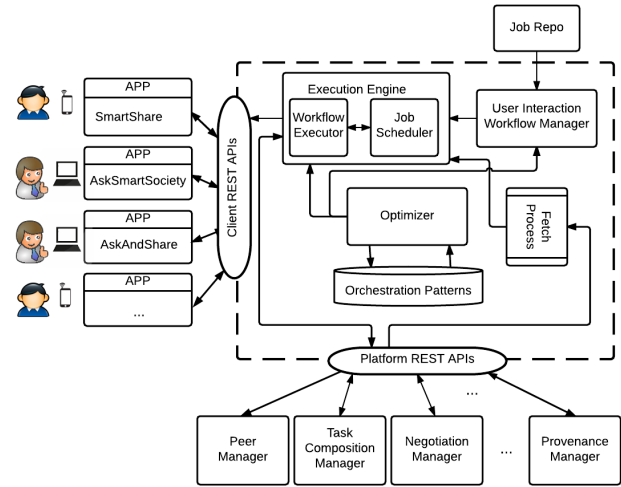 Job Repo
APP
SmartShare
APP
AskSmartSociety
APP
AskAndShare
APP
...
Client REST APIs
Execution Engine
Workflow
Executor
Job
Scheduler
User Interaction
Workflow Manager
Optimizer
Fetch
Process
Orchestration Patterns
Platform REST APIs
...
Peer
Manager
Task
Composition
Manager
Negotiation
Manager
...
Provenance
Manager